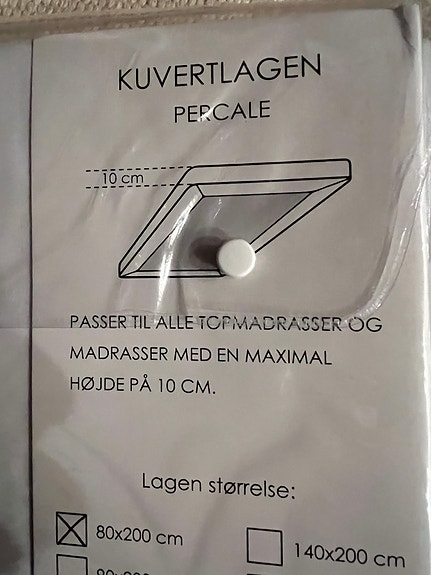 KUVERTLAGEN
PERCALE
10 cm
PASSER TIL ALLE TOPMADRASSER OG
MADRASSER MED EN MAXIMAL
HØJDE PÅ 10 CM.
Lagen størrelse:
80x200 cm
140x200 cm